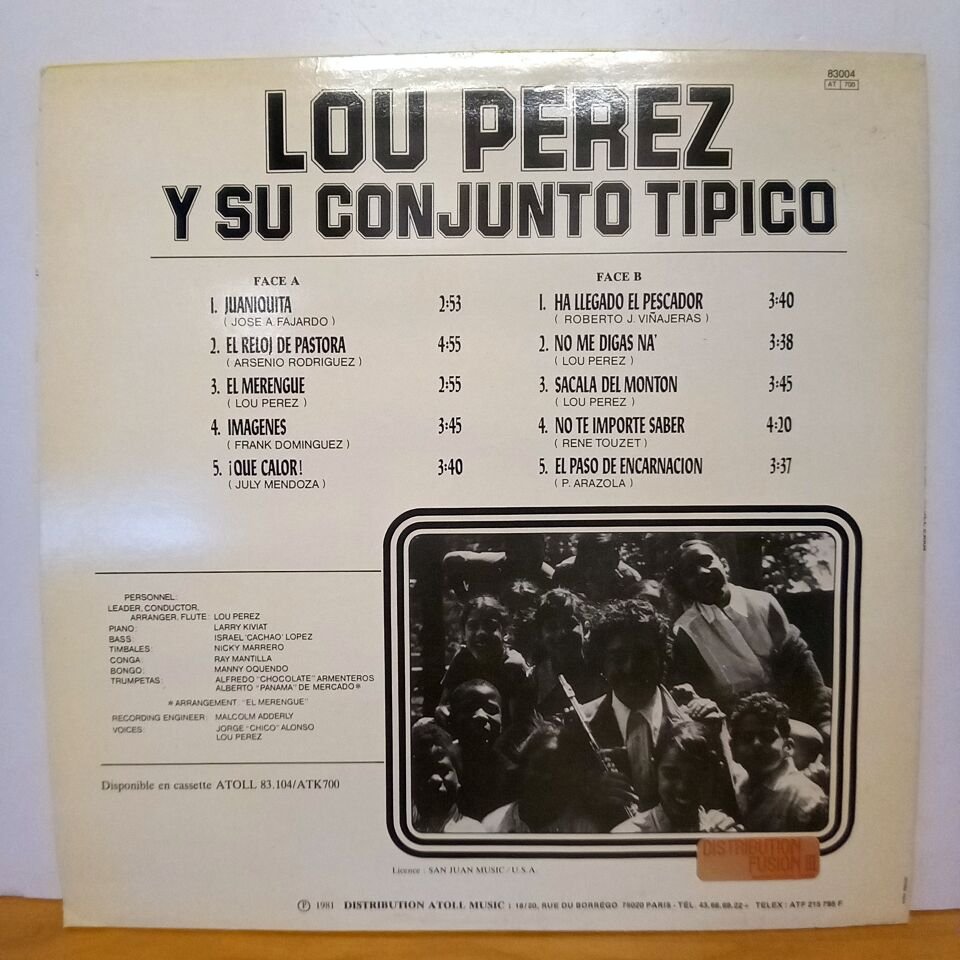 83004
AT 700
LOU PEREZ
Y SU CONJUNTO TIPICO
FACE A
1. JUANIQUITA 2:53
( JOSE A. FAJARDO )
2. EL RELOJ DE PASTORA 4:55
( ARSENIO RODRIGUEZ )
3. EL MERENGUE 2:55
( LOU PEREZ )
4. IMAGENES 3:45
( FRANK DOMINGUEZ )
5. ¡QUE CALOR! 3:40
( JULY MENDOZA )
FACE B
1. HA LLEGADO EL PESCADOR 3:40
( ROBERTO J. VIÑAJERAS )
2. NO ME DIGAS NA' 3:38
( LOU PEREZ )
3. SACALA DEL MONTON 3:45
( LOU PEREZ )
4. NO TE IMPORTE SABER 4:20
( RENE TOUZET )
5. EL PASO DE ENCARNACION 3:37
( P. ARAZOLA )
PERSONNEL:
LEADER, CONDUCTOR,
ARRANGER, FLUTE: LOU PEREZ
PIANO: LARRY KIVIAT
BASS: ISRAEL 'CACHAO' LOPEZ
TIMBALES: NICKY MARRERO
CONGA: RAY MANTILLA
BONGO: MANNY OQUENDO
TRUMPETAS: ALFREDO "CHOCOLATE" ARMENTEROS
ALBERTO "PANAMA" DE MERCADO*
* ARRANGEMENT: "EL MERENGUE"
RECORDING ENGINEER: MALCOLM ADDERLY
VOICES: JORGE "CHICO" ALONSO
LOU PEREZ
Disponible en cassette ATOLL 83.104/ATK700
DISTRIBUTION
FUSION III
Licence : SAN JUAN MUSIC / U.S.A.
Ⓟ 1981 DISTRIBUTION ATOLL MUSIC : 18/20, RUE DU BORRÉGO 75020 PARIS - TÉL. 43.66.69.22+ TELEX : ATF 215 795 F